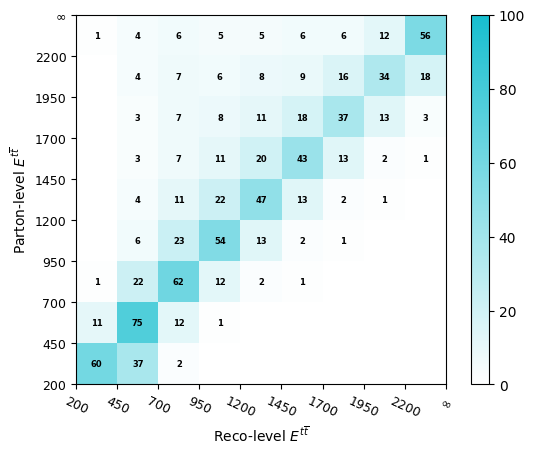 ∞ 1 4 6 5 5 6 6 12 56 100
2200 4 7 6 8 9 16 34 18
1950 3 7 8 11 18 37 13 3 80
1700 3 7 11 20 43 13 2 1
1450 4 11 22 47 13 2 1 60
1200 6 23 54 13 2 1
950 1 22 62 12 2 1 40
700 11 75 12 1 20
450 60 37 2
200 0
200 450 700 950 1200 1450 1700 1950 2200 ∞
Reco-level E^{tt̅}
Parton-level E^{tt̅}